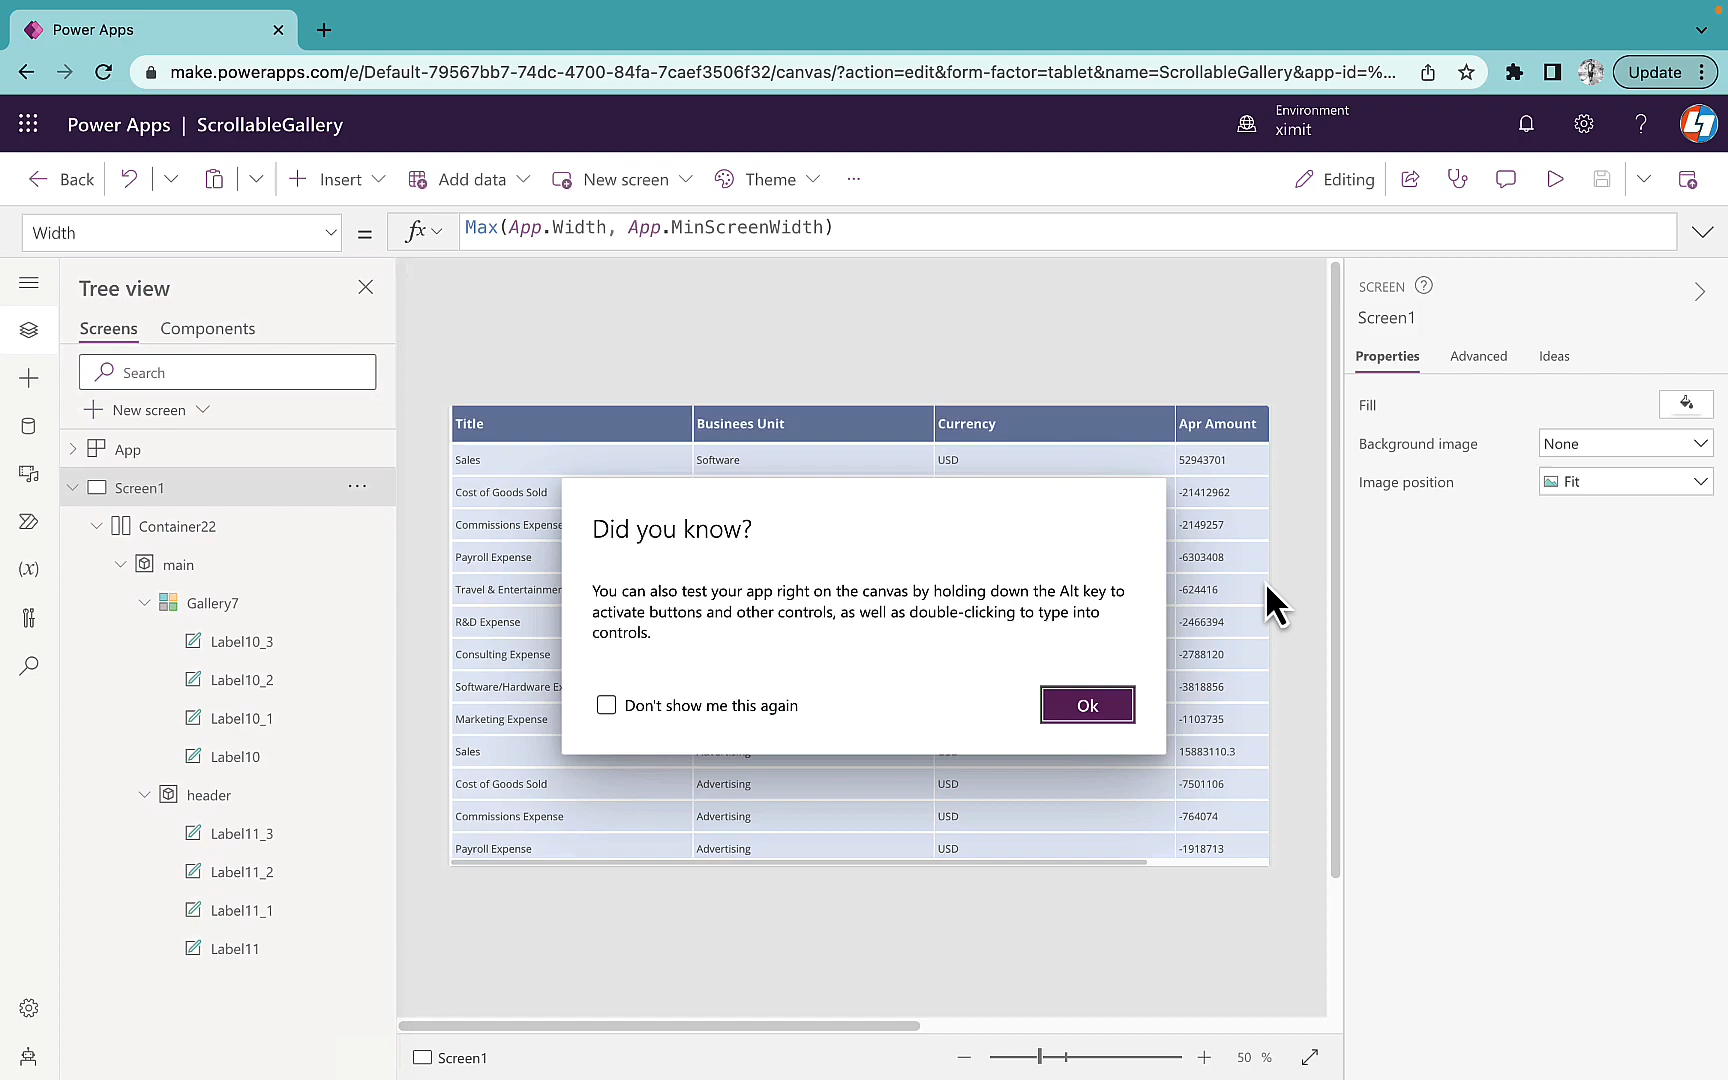 Power Apps
make.powerapps.com/e/Default-79567bb7-74dc-4700-84fa-7caef3506f32/canvas/?action=edit&form-factor=tablet&name=ScrollableGallery&app-id=%...
Update
Power Apps | ScrollableGallery
Environment
ximit
Back
Insert
Add data
New screen
Theme
...
Editing
Width
=
fx
Max(App.Width, App.MinScreenWidth)
Tree view
Screens
Components
Search
New screen
App
Screen1
...
Container22
main
Gallery7
Label10_3
Label10_2
Label10_1
Label10
header
Label11_3
Label11_2
Label11_1
Label11
Title Businees Unit Currency Apr Amount
Sales Software USD 52943701
Cost of Goods Sold -21412962
Commissions Expense -2149257
Payroll Expense -6303408
Travel & Entertainmen -624416
R&D Expense -2466394
Consulting Expense -2788120
Software/Hardware Ex -3818856
Marketing Expense -1103735
Sales 15883110.3
Cost of Goods Sold Advertising USD -7501106
Commissions Expense Advertising USD -764074
Payroll Expense Advertising USD -1918713
Did you know?
You can also test your app right on the canvas by holding down the Alt key to
activate buttons and other controls, as well as double-clicking to type into
controls.
Don't show me this again
Ok
SCREEN
Screen1
Properties
Advanced
Ideas
Fill
Background image
None
Image position
Fit
Screen1
50 %